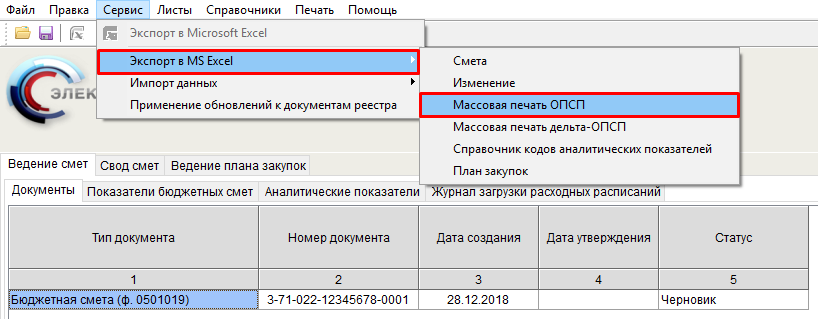 Файл Правка Сервис Листы Справочники Печать Помощь
Экспорт в Microsoft Excel
Экспорт в MS Excel
Импорт данных
Применение обновлений к документам реестра
Смета
Изменение
Массовая печать ОПСП
Массовая печать дельта-ОПСП
Справочник кодов аналитических показателей
План закупок
ЭЛЕК
Ведение смет Свод смет Ведение плана закупок
Документы Показатели бюджетных смет Аналитические показатели Журнал загрузки расходных расписаний
Тип документа Номер документа Дата создания Дата утверждения Статус
1 2 3 4 5
Бюджетная смета (ф. 0501019) 3-71-022-12345678-0001 28.12.2018 Черновик